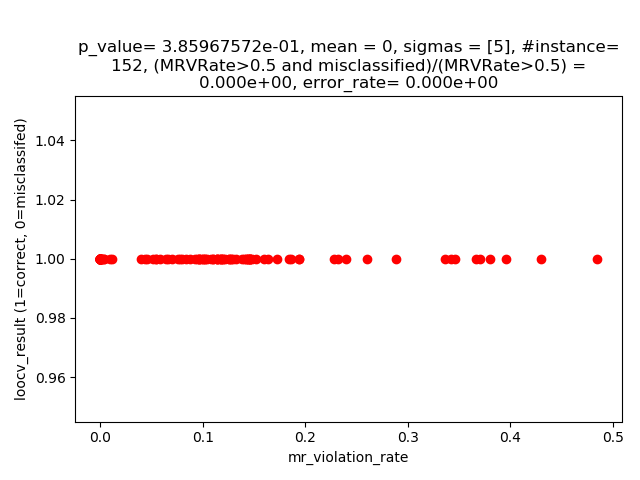 p_value= 3.85967572e-01, mean = 0, sigmas = [5], #instance=
152, (MRVRate>0.5 and misclassified)/(MRVRate>0.5) =
0.000e+00, error_rate= 0.000e+00
loocv_result (1=correct, 0=misclassifed)
1.04
1.02
1.00
0.98
0.96
0.0 0.1 0.2 0.3 0.4 0.5
mr_violation_rate